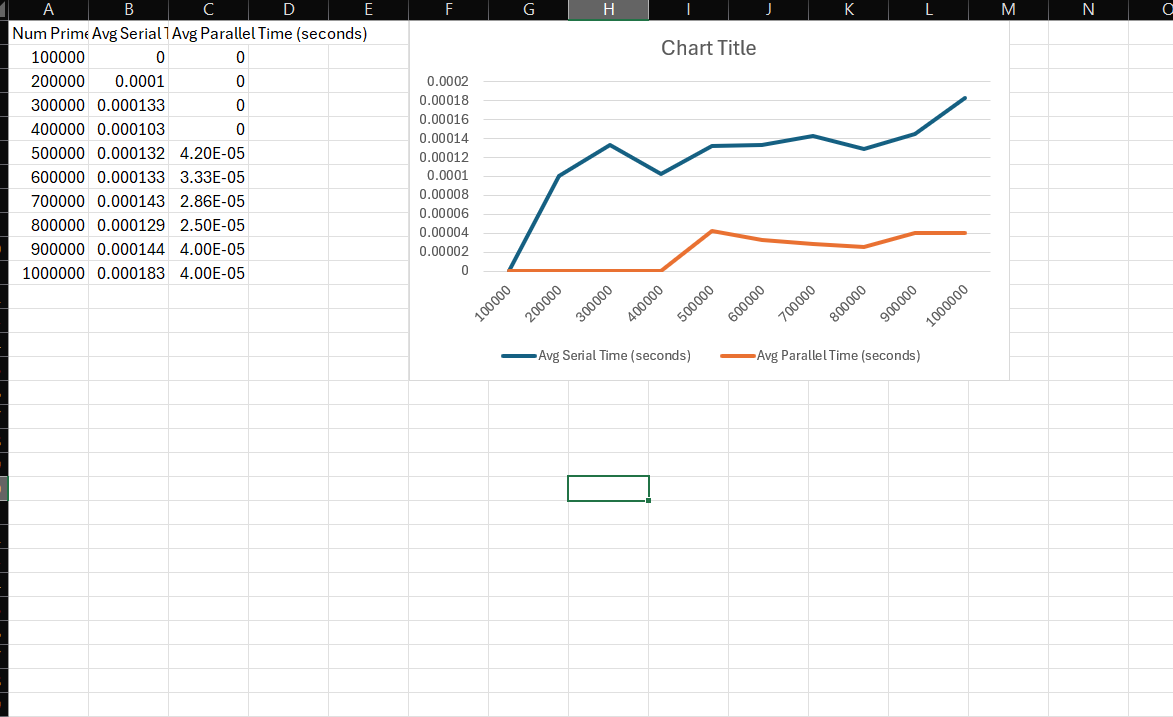 A B C D E F G H I J K L M N
Num Prime Avg Serial T Avg Parallel Time (seconds)
100000 0 0
200000 0.0001 0
300000 0.000133 0
400000 0.000103 0
500000 0.000132 4.20E-05
600000 0.000133 3.33E-05
700000 0.000143 2.86E-05
800000 0.000129 2.50E-05
900000 0.000144 4.00E-05
1000000 0.000183 4.00E-05
Chart Title
0.0002
0.00018
0.00016
0.00014
0.00012
0.0001
0.00008
0.00006
0.00004
0.00002
0
100000 200000 300000 400000 500000 600000 700000 800000 900000 1000000
Avg Serial Time (seconds) Avg Parallel Time (seconds)